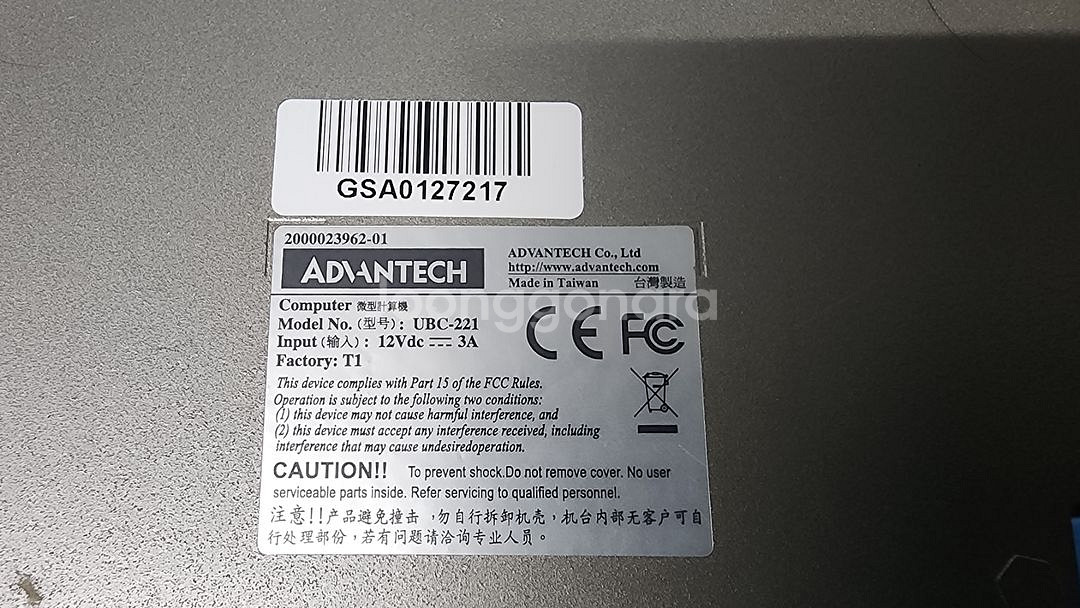 GSA0127217
2000023962-01
ADVANTECH
ADVANTECH Co., Ltd
http://www.advantech.com
Made in Taiwan 台灣製造
Computer 微型計算機
Model No. (型号) : UBC-221
Input (输入) : 12Vdc ⎓ 3A
Factory: T1
CE FC
This device complies with Part 15 of the FCC Rules.
Operation is subject to the following two conditions:
(1) this device may not cause harmful interference, and
(2) this device must accept any interference received, including
interference that may cause undesiredoperation.
CAUTION!! To prevent shock.Do not remove cover. No user
serviceable parts inside. Refer servicing to qualified personnel.
注意!!产品避免撞击,勿自行拆卸机壳,机台内部无客户可自
行处理部份,若有问题请洽询专业人员。
joonggonara